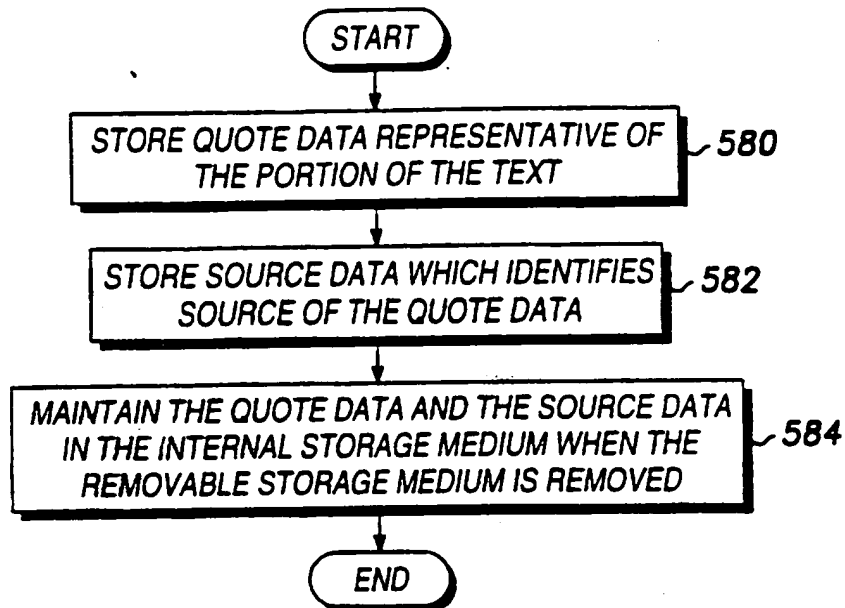 START
STORE QUOTE DATA REPRESENTATIVE OF
THE PORTION OF THE TEXT
580
STORE SOURCE DATA WHICH IDENTIFIES
SOURCE OF THE QUOTE DATA
582
MAINTAIN THE QUOTE DATA AND THE SOURCE DATA
IN THE INTERNAL STORAGE MEDIUM WHEN THE
REMOVABLE STORAGE MEDIUM IS REMOVED
584
END